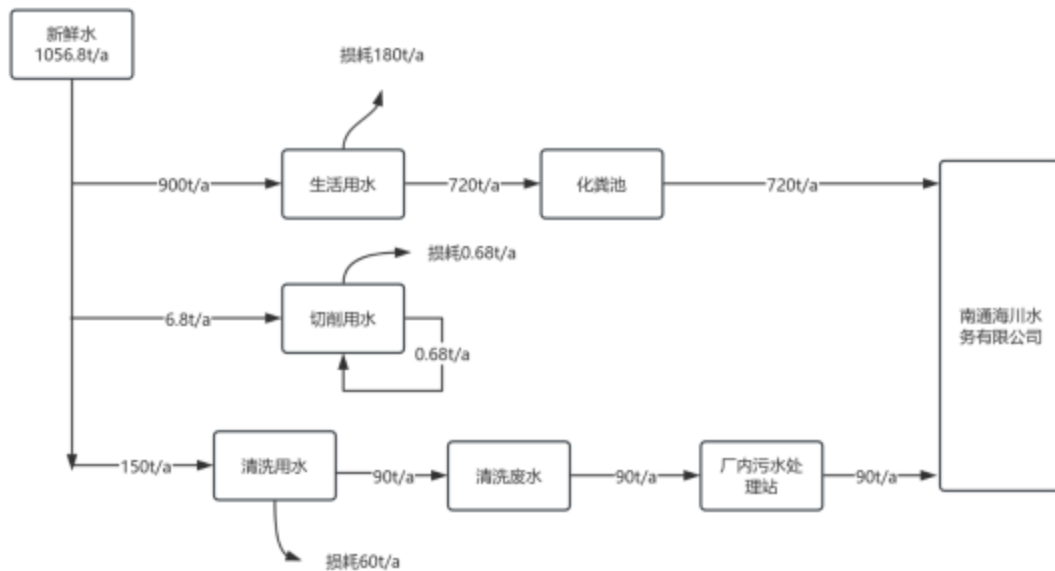 新鲜水
1056.8t/a
损耗180t/a
900t/a
生活用水
720t/a
化粪池
720t/a
损耗0.68t/a
6.8t/a
切削用水
0.68t/a
南通海川水
务有限公司
150t/a
清洗用水
90t/a
清洗废水
90t/a
厂内污水处
理站
90t/a
损耗60t/a